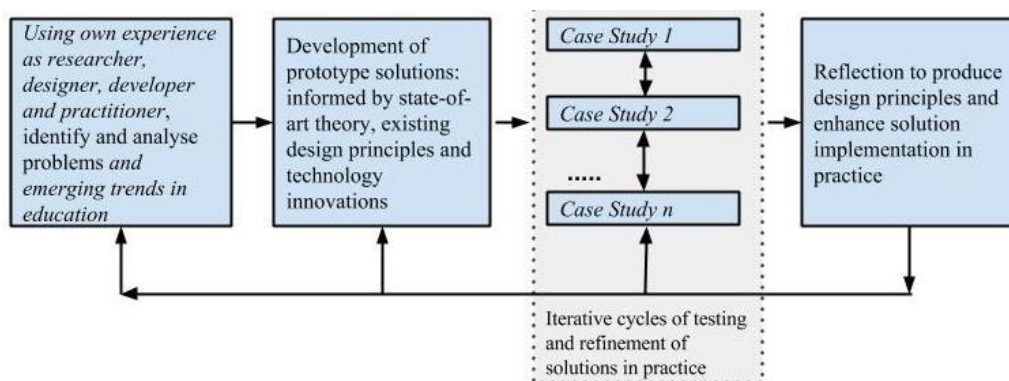 Using own experience
as researcher,
designer, developer
and practitioner,
identify and analyse
problems and
emerging trends in
education
Development of
prototype solutions:
informed by state-of-
art theory, existing
design principles and
technology
innovations
Case Study 1
Case Study 2
.....
Case Study n
Iterative cycles of testing
and refinement of
solutions in practice
Reflection to produce
design principles and
enhance solution
implementation in
practice